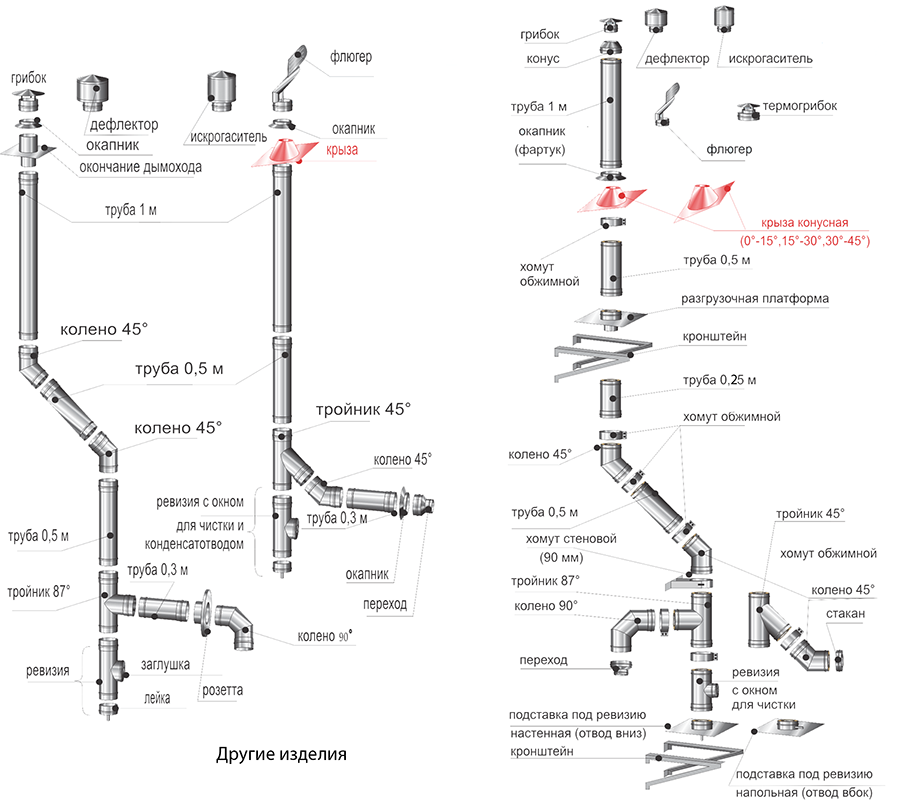 грибок
дефлектор
окапник
окончание дымохода
искрогаситель
флюгер
окапник
крыза
труба 1 м
колено 45°
труба 0,5 м
колено 45°
тройник 45°
колено 45°
ревизия с окном
для чистки и
конденсатотводом
труба 0,3 м
окапник
переход
труба 0,5 м
тройник 87°
труба 0,3 м
колено 90°
розетта
ревизия
заглушка
лейка
Другие изделия
грибок
конус
дефлектор
искрогаситель
труба 1 м
термогрибок
флюгер
окапник
(фартук)
крыза конусная
(0°-15°,15°-30°,30°-45°)
хомут
обжимной
труба 0,5 м
разгрузочная платформа
кронштейн
труба 0,25 м
хомут обжимной
колено 45°
труба 0,5 м
хомут стеновой
(90 мм)
тройник 87°
колено 90°
переход
тройник 45°
хомут обжимной
колено 45°
стакан
ревизия
с окном
для чистки
подставка под ревизию
настенная (отвод вниз)
кронштейн
подставка под ревизию
напольная (отвод вбок)